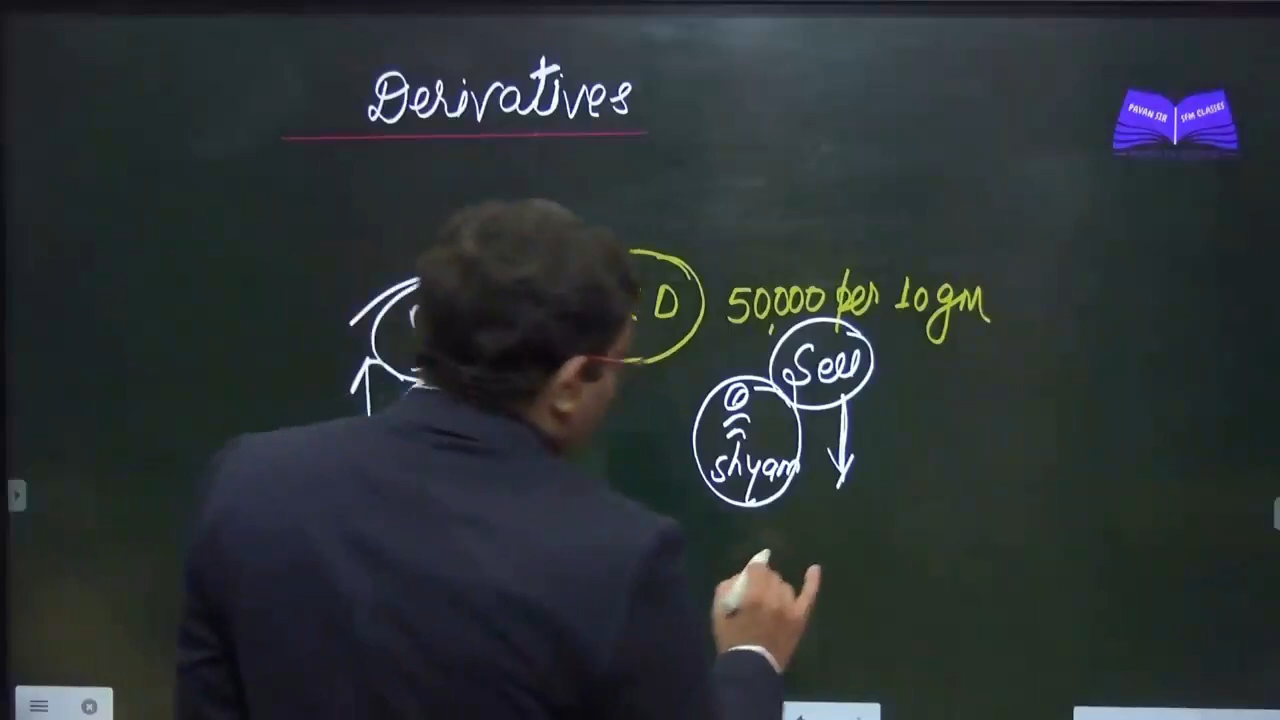 Derivatives
PAVAN SIR SFM CLASSES
D 50,000 per 10 gm
Sell
Shyam